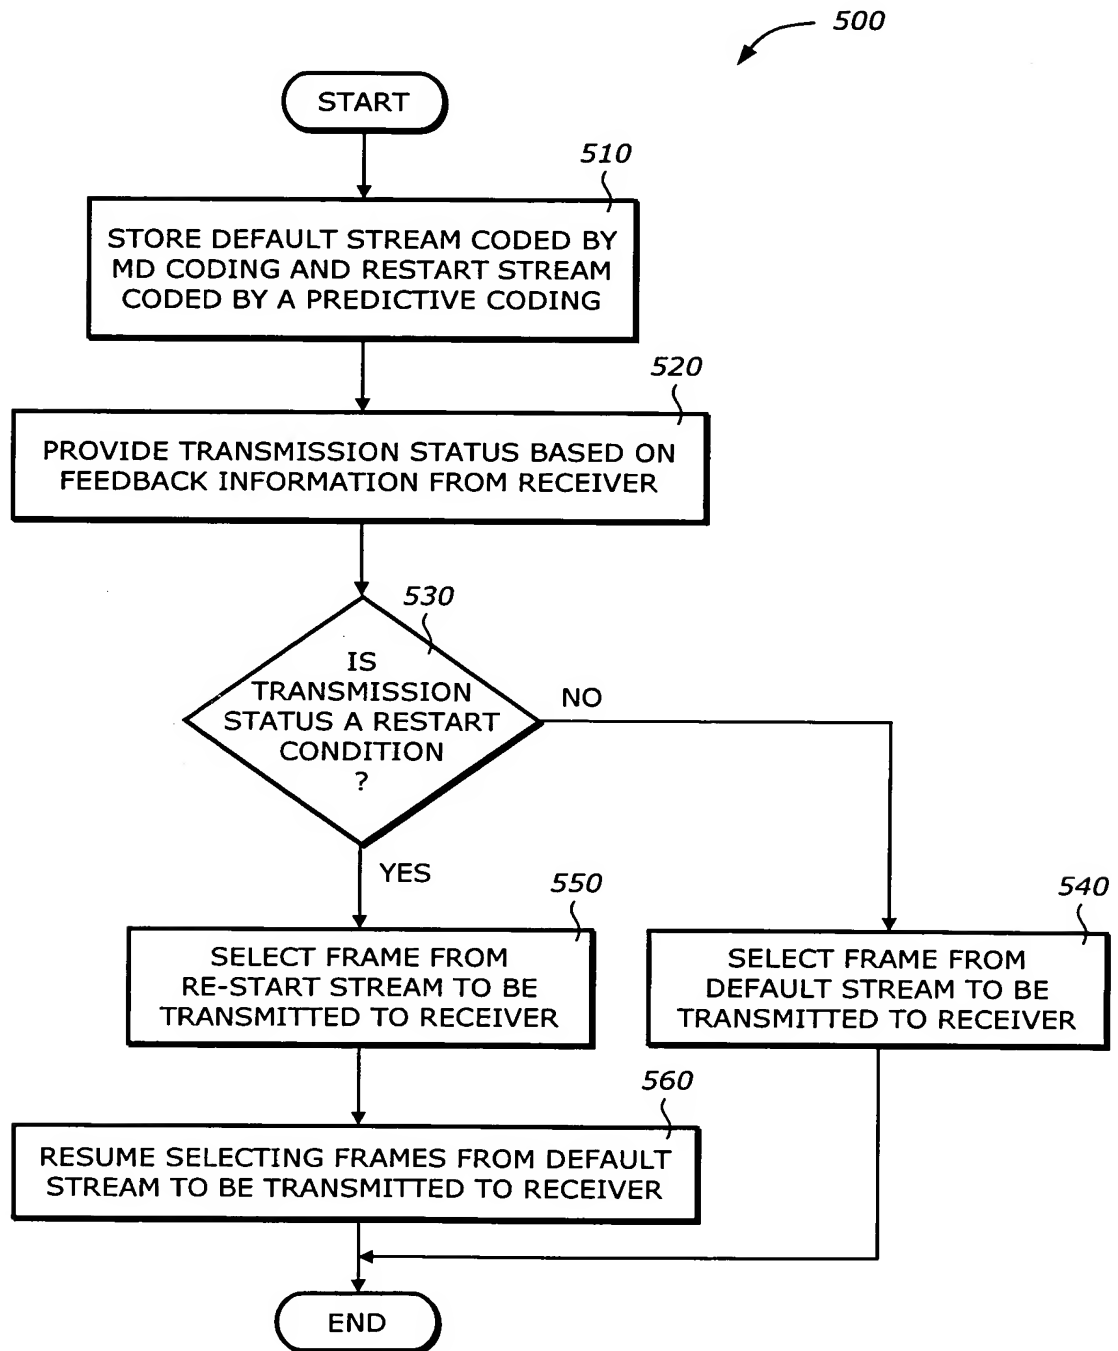 500
START
510
STORE DEFAULT STREAM CODED BY
MD CODING AND RESTART STREAM
CODED BY A PREDICTIVE CODING
520
PROVIDE TRANSMISSION STATUS BASED ON
FEEDBACK INFORMATION FROM RECEIVER
530
IS
TRANSMISSION
STATUS A RESTART
CONDITION
?
NO
YES
550
SELECT FRAME FROM
RE-START STREAM TO BE
TRANSMITTED TO RECEIVER
540
SELECT FRAME FROM
DEFAULT STREAM TO BE
TRANSMITTED TO RECEIVER
560
RESUME SELECTING FRAMES FROM DEFAULT
STREAM TO BE TRANSMITTED TO RECEIVER
END